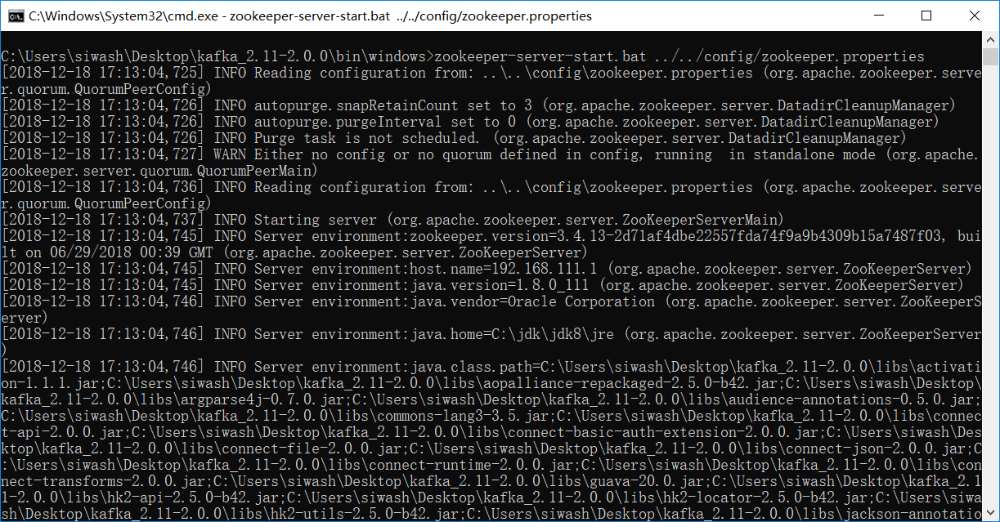 C:\Windows\System32\cmd.exe - zookeeper-server-start.bat  ../../config/zookeeper.properties
C:\Users\siwash\Desktop\kafka_2.11-2.0.0\bin\windows>zookeeper-server-start.bat ../../config/zookeeper.properties
[2018-12-18 17:13:04,725] INFO Reading configuration from: ..\..\config\zookeeper.properties (org.apache.zookeeper.serve
r.quorum.QuorumPeerConfig)
[2018-12-18 17:13:04,726] INFO autopurge.snapRetainCount set to 3 (org.apache.zookeeper.server.DatadirCleanupManager)
[2018-12-18 17:13:04,726] INFO autopurge.purgeInterval set to 0 (org.apache.zookeeper.server.DatadirCleanupManager)
[2018-12-18 17:13:04,726] INFO Purge task is not scheduled. (org.apache.zookeeper.server.DatadirCleanupManager)
[2018-12-18 17:13:04,727] WARN Either no config or no quorum defined in config, running  in standalone mode (org.apache.
zookeeper.server.quorum.QuorumPeerMain)
[2018-12-18 17:13:04,736] INFO Reading configuration from: ..\..\config\zookeeper.properties (org.apache.zookeeper.serve
r.quorum.QuorumPeerConfig)
[2018-12-18 17:13:04,737] INFO Starting server (org.apache.zookeeper.server.ZooKeeperServerMain)
[2018-12-18 17:13:04,745] INFO Server environment:zookeeper.version=3.4.13-2d71af4dbe22557fda74f9a9b4309b15a7487f03, bui
lt on 06/29/2018 00:39 GMT (org.apache.zookeeper.server.ZooKeeperServer)
[2018-12-18 17:13:04,745] INFO Server environment:host.name=192.168.111.1 (org.apache.zookeeper.server.ZooKeeperServer)
[2018-12-18 17:13:04,745] INFO Server environment:java.version=1.8.0_111 (org.apache.zookeeper.server.ZooKeeperServer)
[2018-12-18 17:13:04,746] INFO Server environment:java.vendor=Oracle Corporation (org.apache.zookeeper.server.ZooKeeperS
erver)
[2018-12-18 17:13:04,746] INFO Server environment:java.home=C:\jdk\jdk8\jre (org.apache.zookeeper.server.ZooKeeperServer
)
[2018-12-18 17:13:04,746] INFO Server environment:java.class.path=C:\Users\siwash\Desktop\kafka_2.11-2.0.0\libs\activati
on-1.1.1.jar;C:\Users\siwash\Desktop\kafka_2.11-2.0.0\libs\aopalliance-repackaged-2.5.0-b42.jar;C:\Users\siwash\Desktop\
kafka_2.11-2.0.0\libs\argparse4j-0.7.0.jar;C:\Users\siwash\Desktop\kafka_2.11-2.0.0\libs\audience-annotations-0.5.0.jar;
C:\Users\siwash\Desktop\kafka_2.11-2.0.0\libs\commons-lang3-3.5.jar;C:\Users\siwash\Desktop\kafka_2.11-2.0.0\libs\connec
t-api-2.0.0.jar;C:\Users\siwash\Desktop\kafka_2.11-2.0.0\libs\connect-basic-auth-extension-2.0.0.jar;C:\Users\siwash\Des
ktop\kafka_2.11-2.0.0\libs\connect-file-2.0.0.jar;C:\Users\siwash\Desktop\kafka_2.11-2.0.0\libs\connect-json-2.0.0.jar;C
:\Users\siwash\Desktop\kafka_2.11-2.0.0\libs\connect-runtime-2.0.0.jar;C:\Users\siwash\Desktop\kafka_2.11-2.0.0\libs\con
nect-transforms-2.0.0.jar;C:\Users\siwash\Desktop\kafka_2.11-2.0.0\libs\guava-20.0.jar;C:\Users\siwash\Desktop\kafka_2.1
1-2.0.0\libs\hk2-api-2.5.0-b42.jar;C:\Users\siwash\Desktop\kafka_2.11-2.0.0\libs\hk2-locator-2.5.0-b42.jar;C:\Users\siwa
sh\Desktop\kafka_2.11-2.0.0\libs\hk2-utils-2.5.0-b42.jar;C:\Users\siwash\Desktop\kafka_2.11-2.0.0\libs\jackson-annotatio